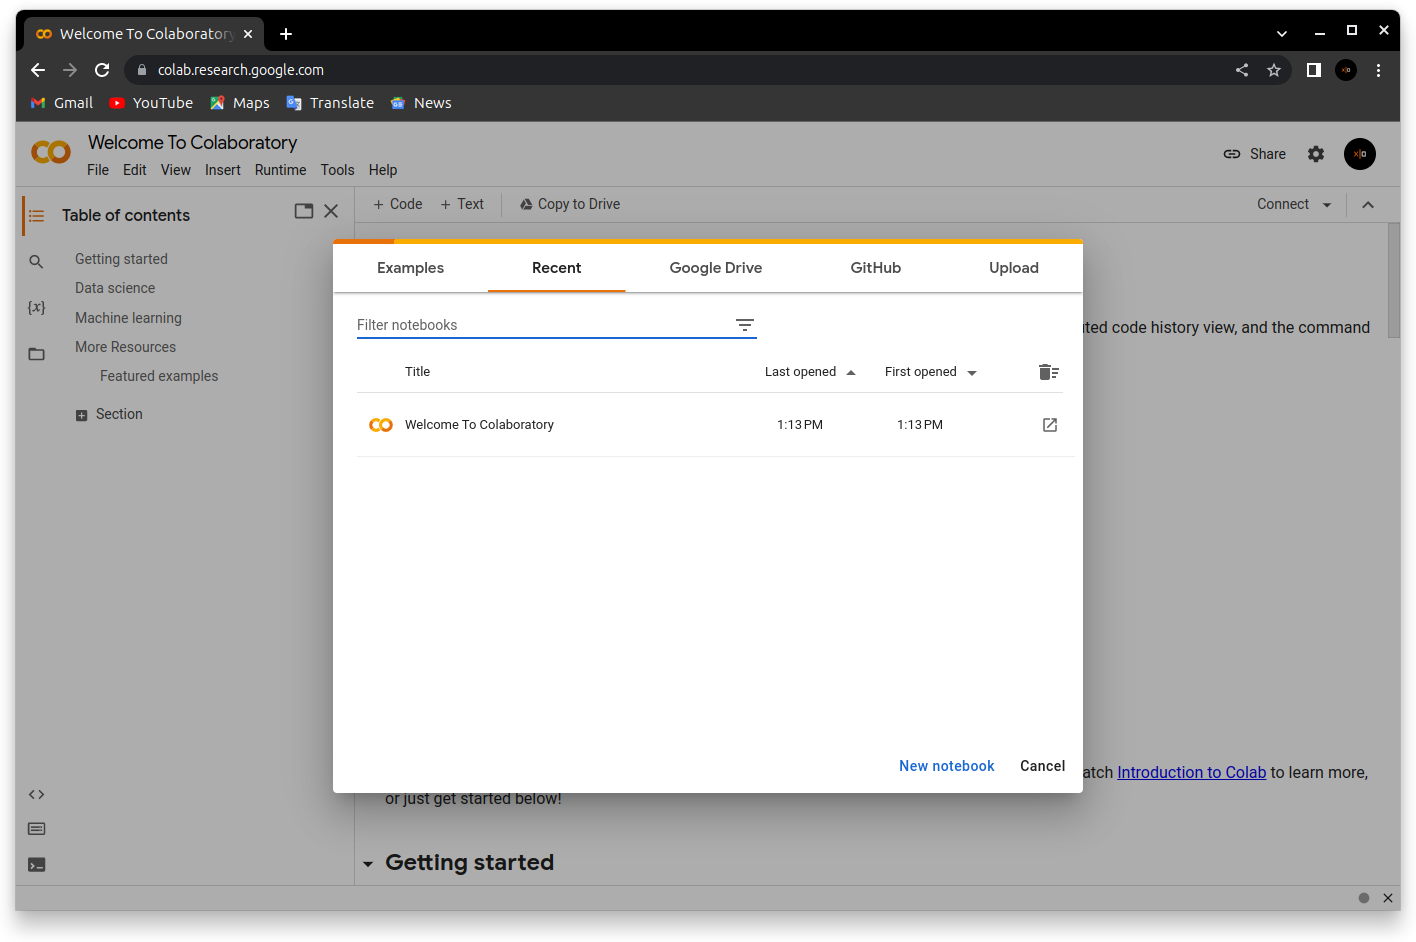 Welcome To Colaboratory
colab.research.google.com
Gmail YouTube Maps Translate News
Welcome To Colaboratory
File Edit View Insert Runtime Tools Help
Share
Table of contents
+ Code + Text Copy to Drive
Connect
Getting started
Data science
Machine learning
More Resources
Featured examples
Section
{x}
Examples Recent Google Drive GitHub Upload
Filter notebooks
Title Last opened First opened
Welcome To Colaboratory 1:13 PM 1:13 PM
New notebook Cancel
code history view, and the command
Introduction to Colab to learn more,
or just get started below!
Getting started